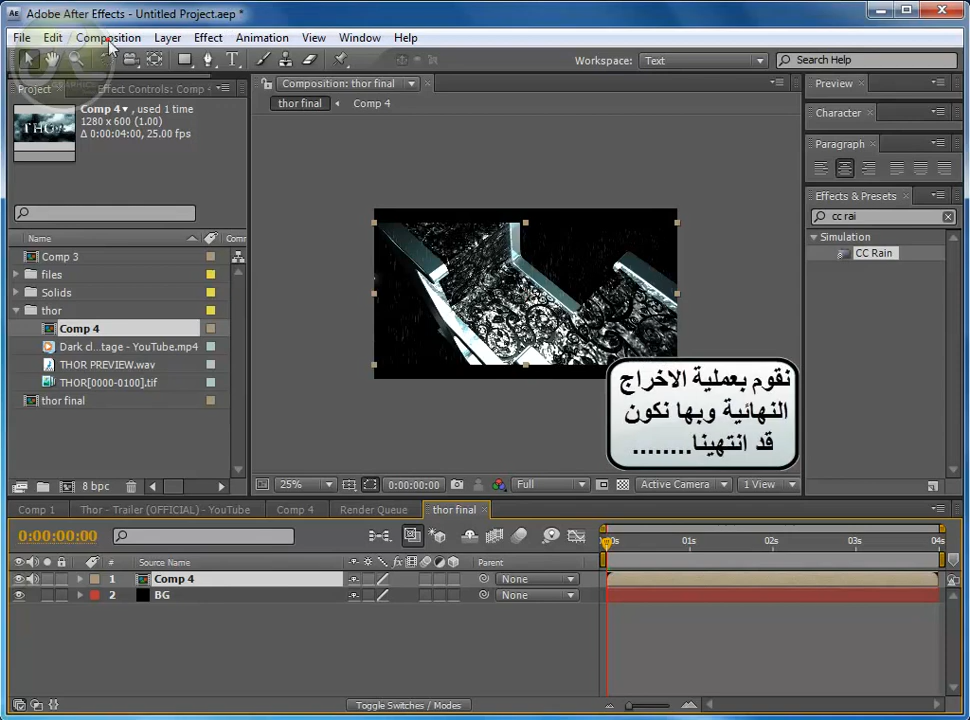 Adobe After Effects - Untitled Project.aep *
File Edit Composition Layer Effect Animation View Window Help
Workspace: Text Search Help
Project Effect Controls: Comp 4
Comp 4▼, used 1 time
1280 x 600 (1.00)
Δ 0:00:04:00, 25.00 fps
THOR
Name Comm
Comp 3
files
Solids
thor
Comp 4
Dark cl...tage - YouTube.mp4
THOR PREVIEW.wav
THOR[0000-0100].tif
thor final
8 bpc
Composition: thor final
thor final Comp 4
نقوم بعملية الاخراج
النهائية وبها نكون
قد انتهينا........
25% 0:00:00:00 Full Active Camera 1 View
Preview
Character
Paragraph
Effects & Presets
cc rai
Simulation
CC Rain
Comp 1 Thor - Trailer (OFFICIAL) - YouTube Comp 4 Render Queue thor final
0:00:00:00
# Source Name Parent
1 Comp 4 None
2 BG None
01s 02s 03s 04s
Toggle Switches / Modes